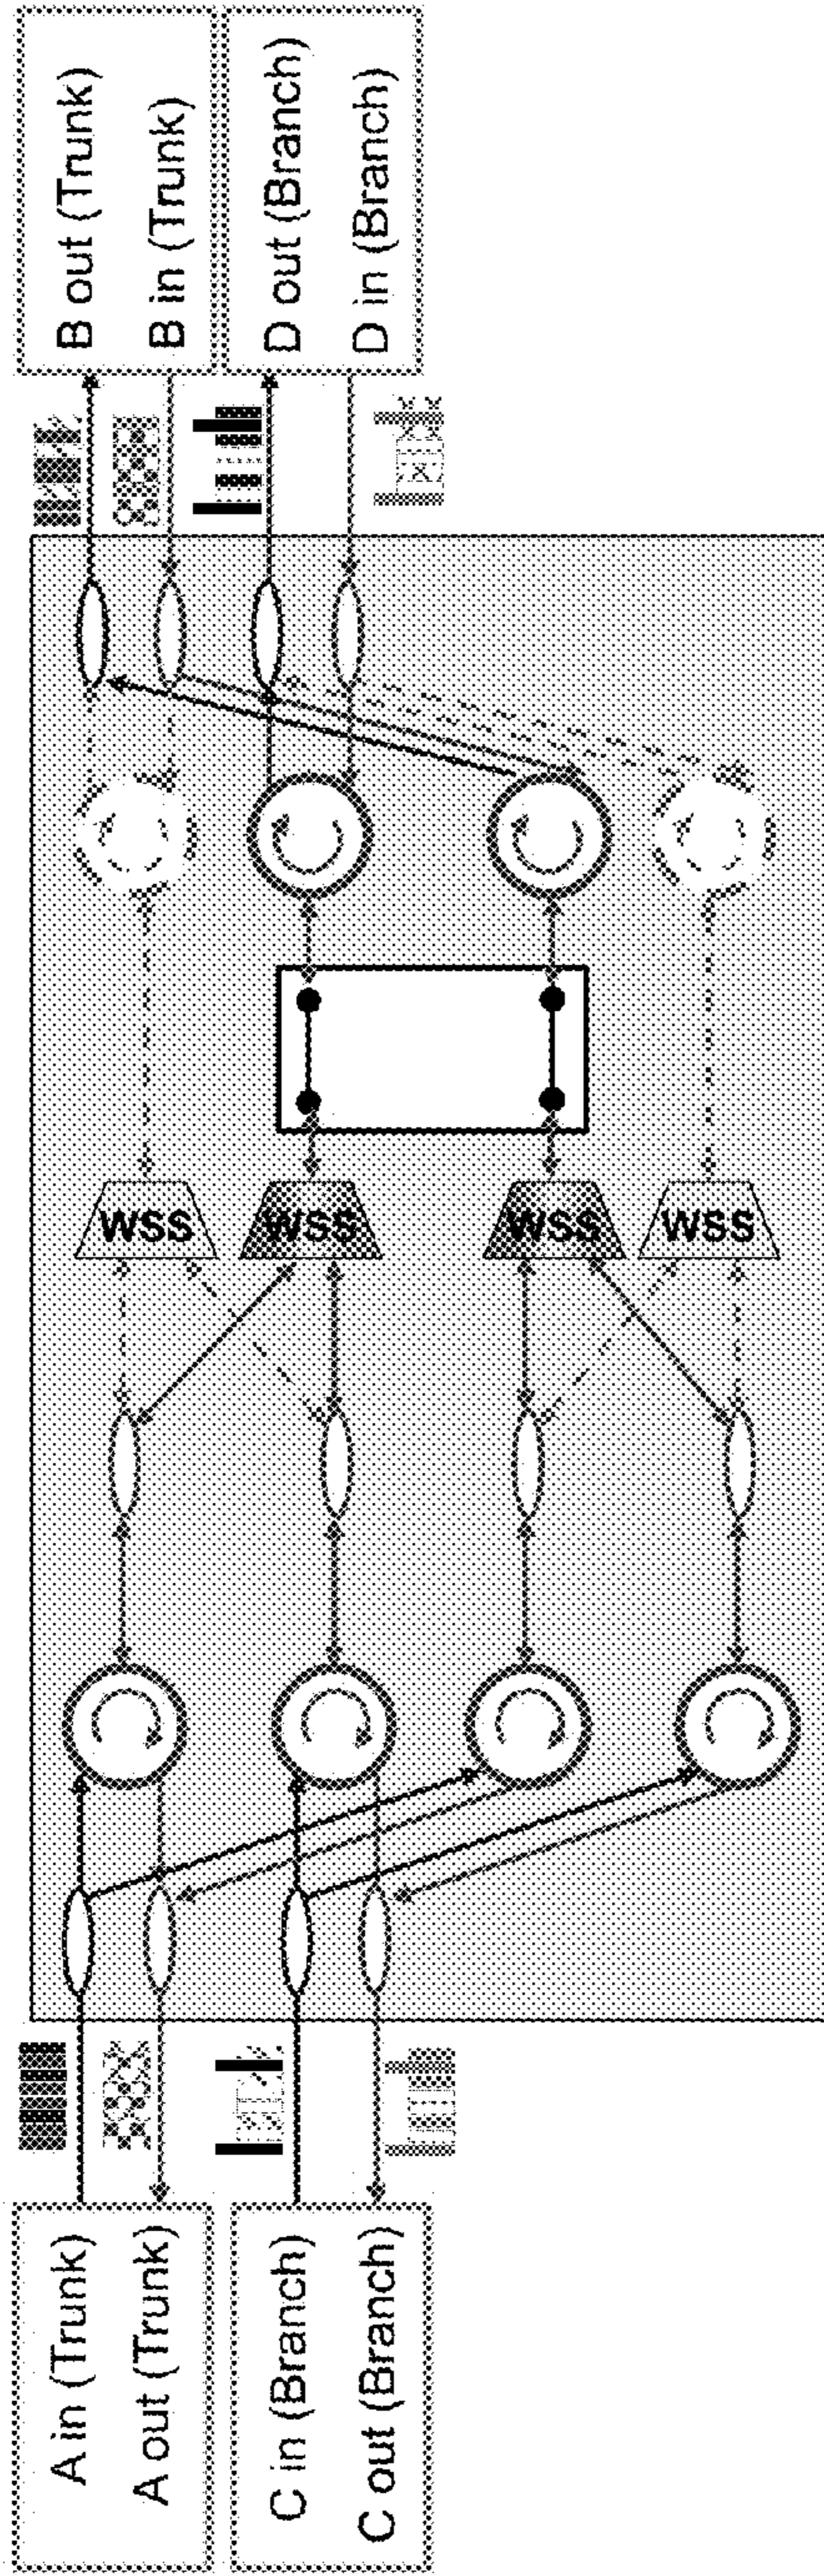 A in (Trunk)
A out (Trunk)
C in (Branch)
C out (Branch)
WSS
WSS
WSS
WSS
B out (Trunk)
B in (Trunk)
D out (Branch)
D in (Branch)